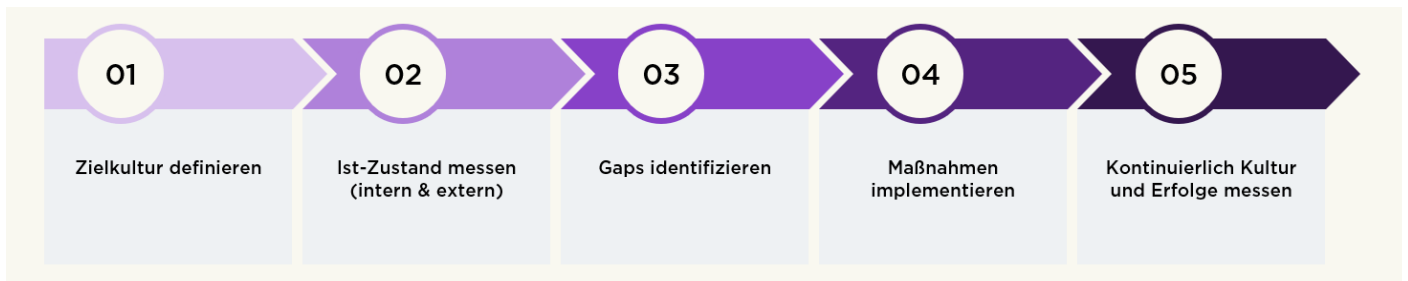 01
02
03
04
05
Zielkultur definieren
Ist-Zustand messen
(intern & extern)
Gaps identifizieren
Maßnahmen
implementieren
Kontinuierlich Kultur
und Erfolge messen